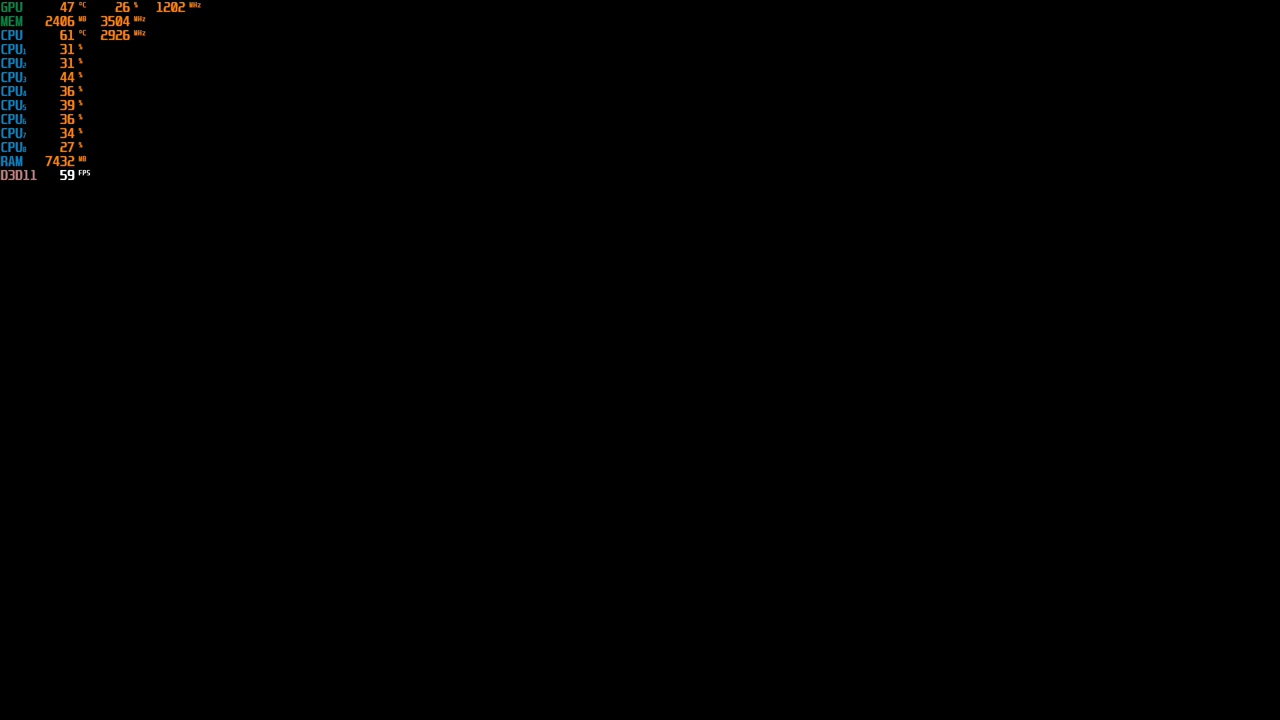 GPU 47 °C 26 % 1202 MHz
MEM 2406 MB 3504 MHz
CPU 61 °C 2926 MHz
CPU1 31 %
CPU2 31 %
CPU3 44 %
CPU4 36 %
CPU5 39 %
CPU6 36 %
CPU7 34 %
CPU8 27 %
RAM 7432 MB
D3D11 59 FPS